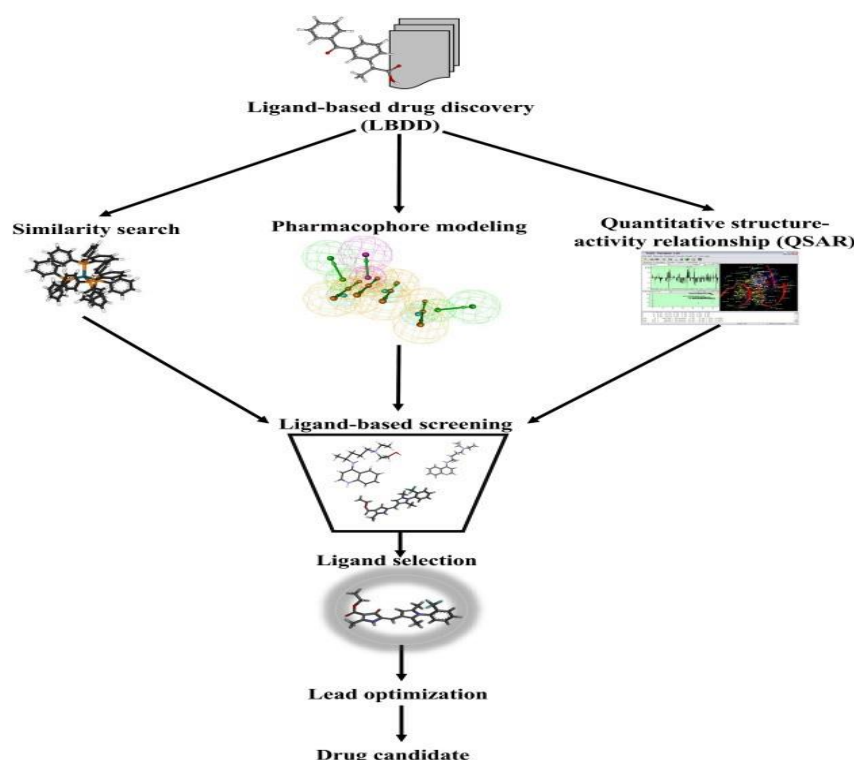 Ligand-based drug discovery
(LBDD)
Similarity search
Pharmacophore modeling
Quantitative structure-
activity relationship (QSAR)
Ligand-based screening
Ligand selection
Lead optimization
Drug candidate